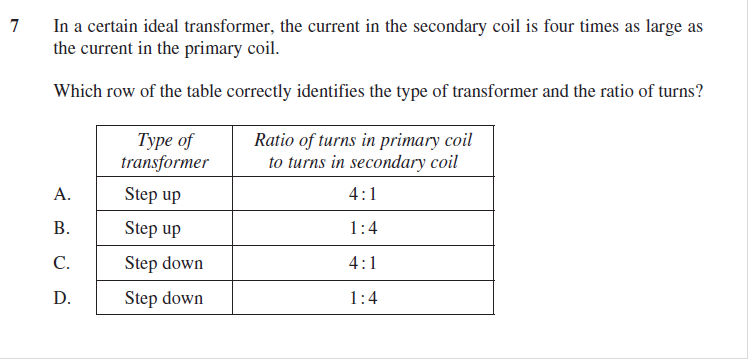 7 In a certain ideal transformer, the current in the secondary coil is four times as large as
the current in the primary coil.
Which row of the table correctly identifies the type of transformer and the ratio of turns?
Type of transformer Ratio of turns in primary coil to turns in secondary coil
A. Step up 4:1
B. Step up 1:4
C. Step down 4:1
D. Step down 1:4